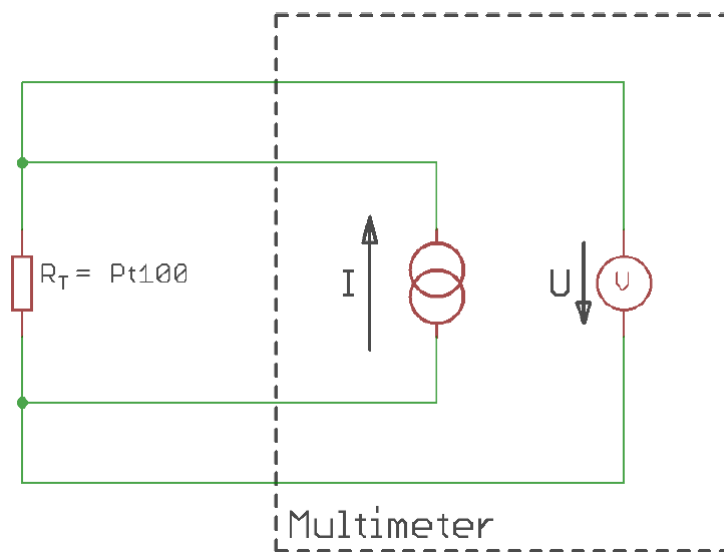 R_T = Pt100
I
U
V
Multimeter